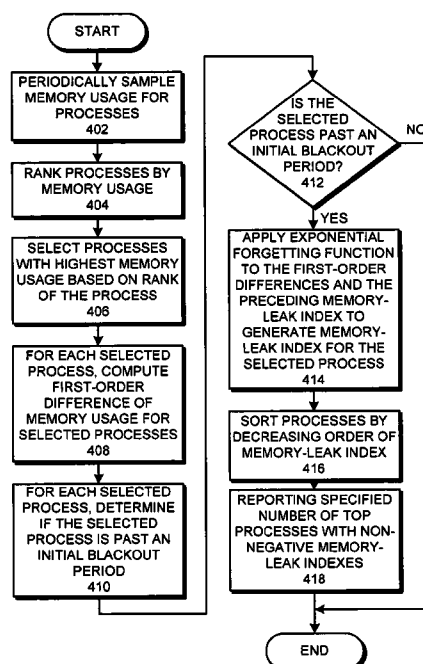 START
PERIODICALLY SAMPLE
MEMORY USAGE FOR
PROCESSES
402
RANK PROCESSES BY
MEMORY USAGE
404
SELECT PROCESSES
WITH HIGHEST MEMORY
USAGE BASED ON RANK
OF THE PROCESS
406
FOR EACH SELECTED
PROCESS, COMPUTE
FIRST-ORDER
DIFFERENCE OF
MEMORY USAGE FOR
SELECTED PROCESSES
408
FOR EACH SELECTED
PROCESS, DETERMINE
IF THE SELECTED
PROCESS IS PAST AN
INITIAL BLACKOUT
PERIOD
410
IS THE
SELECTED
PROCESS PAST AN
INITIAL BLACKOUT
PERIOD?
412
NO
YES
APPLY EXPONENTIAL
FORGETTING FUNCTION
TO THE FIRST-ORDER
DIFFERENCES AND THE
PRECEDING MEMORY-
LEAK INDEX TO
GENERATE MEMORY-
LEAK INDEX FOR THE
SELECTED PROCESS
414
SORT PROCESSES BY
DECREASING ORDER OF
MEMORY-LEAK INDEX
416
REPORTING SPECIFIED
NUMBER OF TOP
PROCESSES WITH NON-
NEGATIVE MEMORY-
LEAK INDEXES
418
END